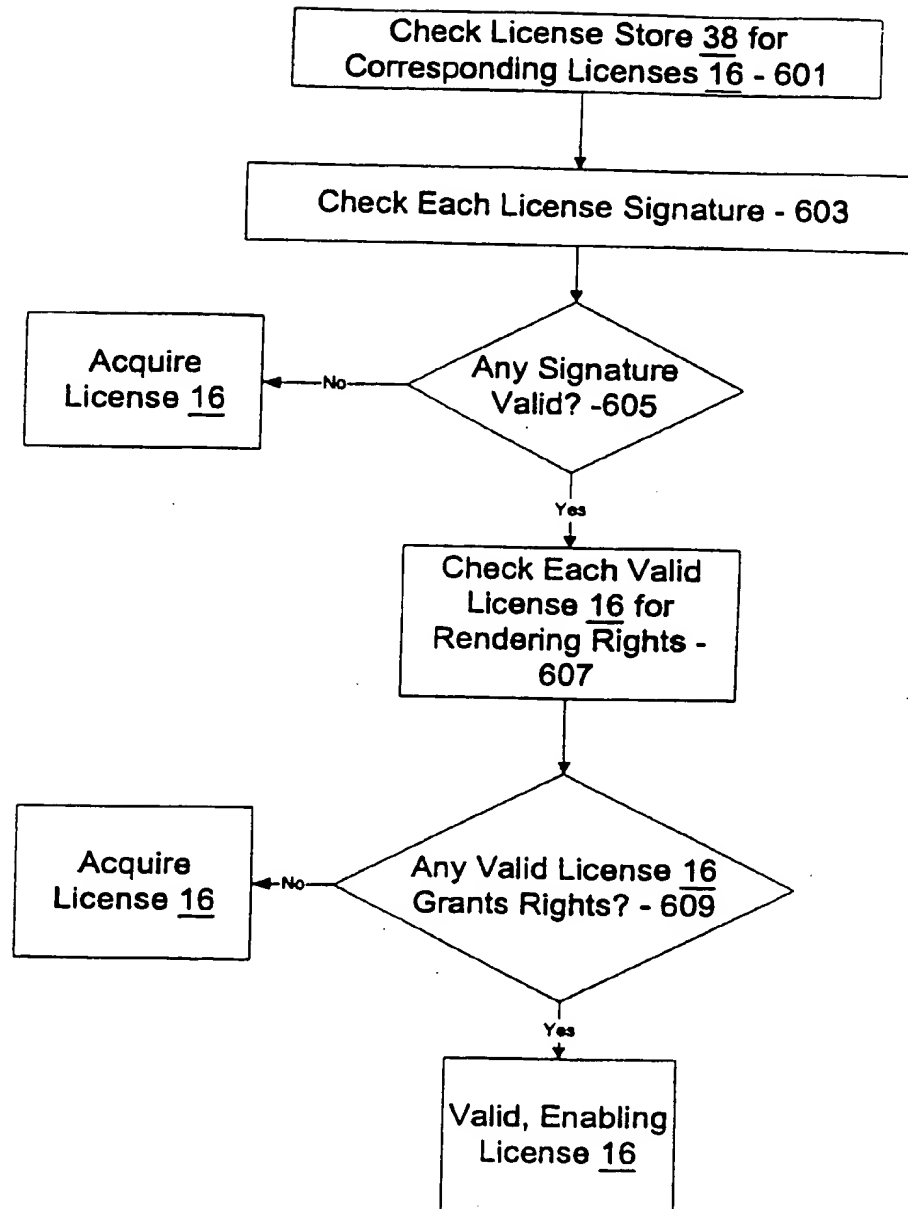 Check License Store 38 for
Corresponding Licenses 16 - 601
Check Each License Signature - 603
Acquire
License 16
No
Any Signature
Valid? -605
Yes
Check Each Valid
License 16 for
Rendering Rights -
607
Acquire
License 16
No
Any Valid License 16
Grants Rights? - 609
Yes
Valid, Enabling
License 16